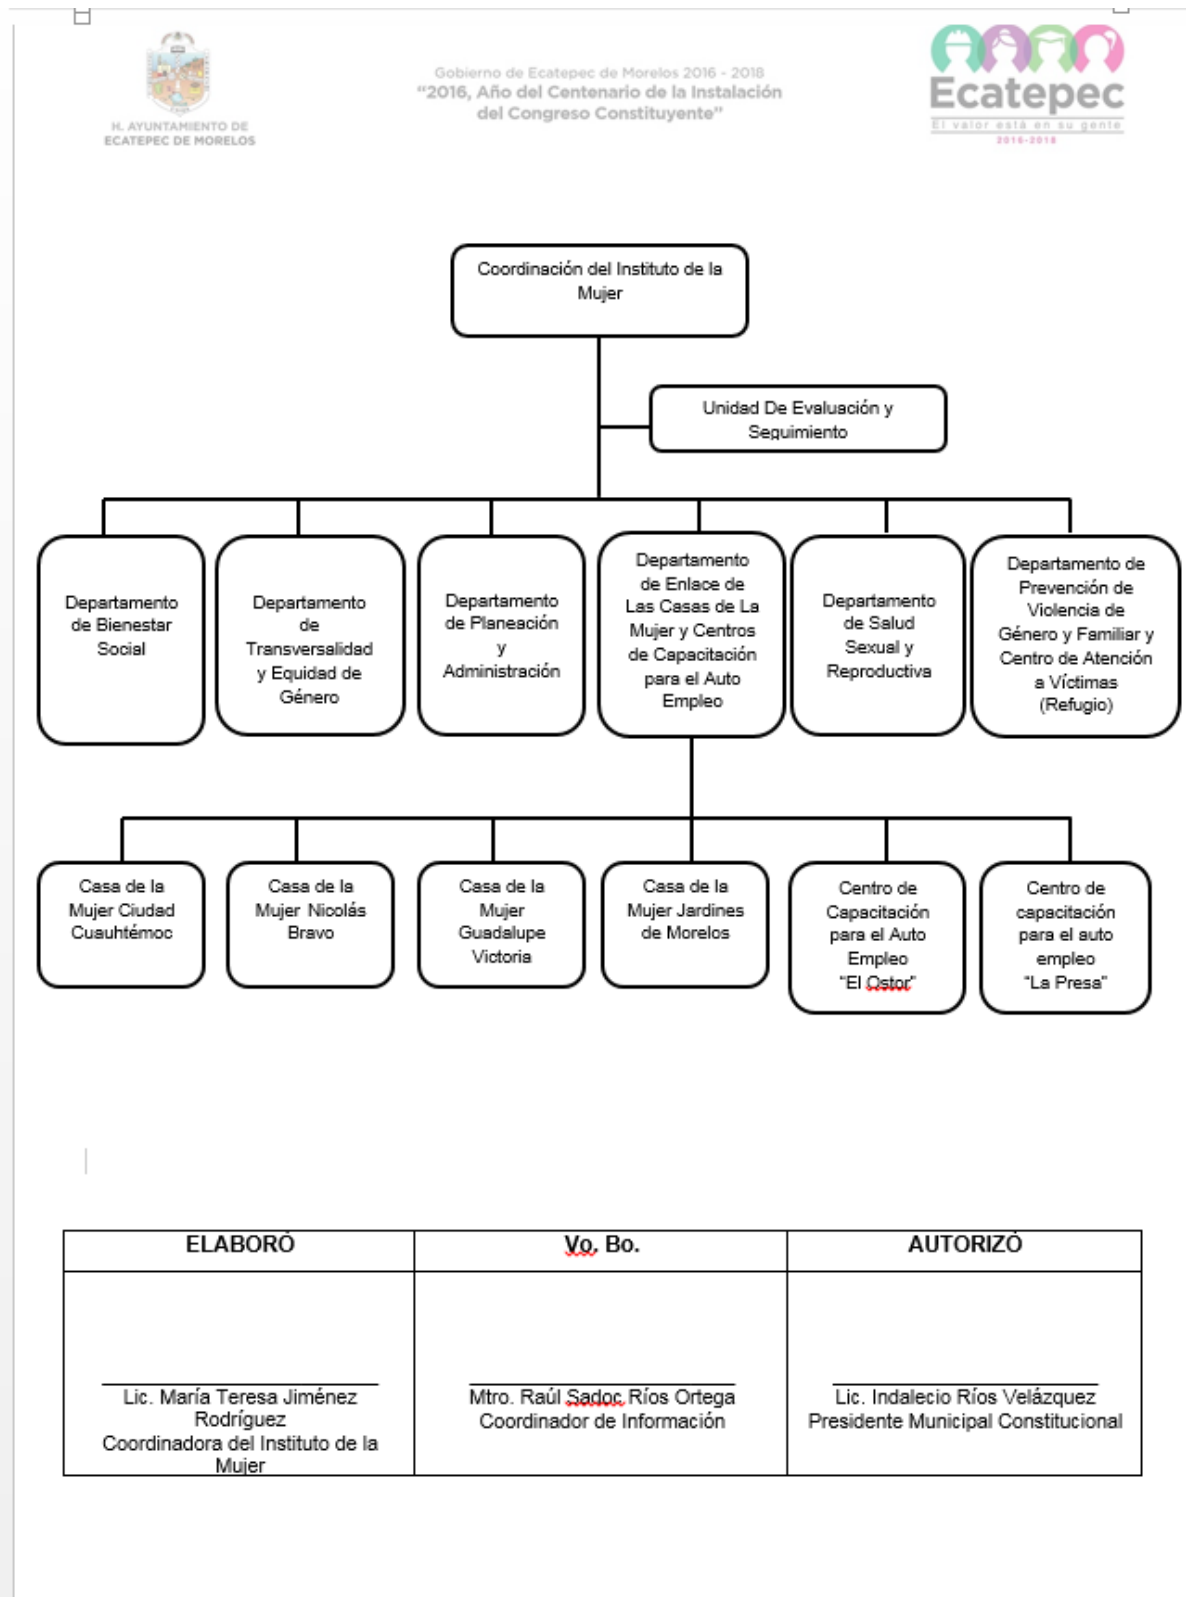 H. AYUNTAMIENTO DE
ECATEPEC DE MORELOS
Gobierno de Ecatepec de Morelos 2016 - 2018
“2016, Año del Centenario de la Instalación
del Congreso Constituyente”
Ecatepec
El valor está en su gente
2016-2018
Coordinación del Instituto de la
Mujer
Unidad De Evaluación y
Seguimiento
Departamento
de Bienestar
Social
Departamento
de
Transversalidad
y Equidad de
Género
Departamento
de Planeación
y
Administración
Departamento
de Enlace de
Las Casas de La
Mujer y Centros
de Capacitación
para el Auto
Empleo
Departamento
de Salud
Sexual y
Reproductiva
Departamento de
Prevención de
Violencia de
Género y Familiar y
Centro de Atención
a Víctimas
(Refugio)
Casa de la
Mujer Ciudad
Cuauhtémoc
Casa de la
Mujer Nicolás
Bravo
Casa de la
Mujer
Guadalupe
Victoria
Casa de la
Mujer Jardines
de Morelos
Centro de
Capacitación
para el Auto
Empleo
“El Ostor”
Centro de
capacitación
para el auto
empleo
“La Presa”
ELABORÓ
Vo. Bo.
AUTORIZÓ
Lic. María Teresa Jiménez
Rodríguez
Coordinadora del Instituto de la
Mujer
Mtro. Raúl Sadoc Ríos Ortega
Coordinador de Información
Lic. Indalecio Ríos Velázquez
Presidente Municipal Constitucional